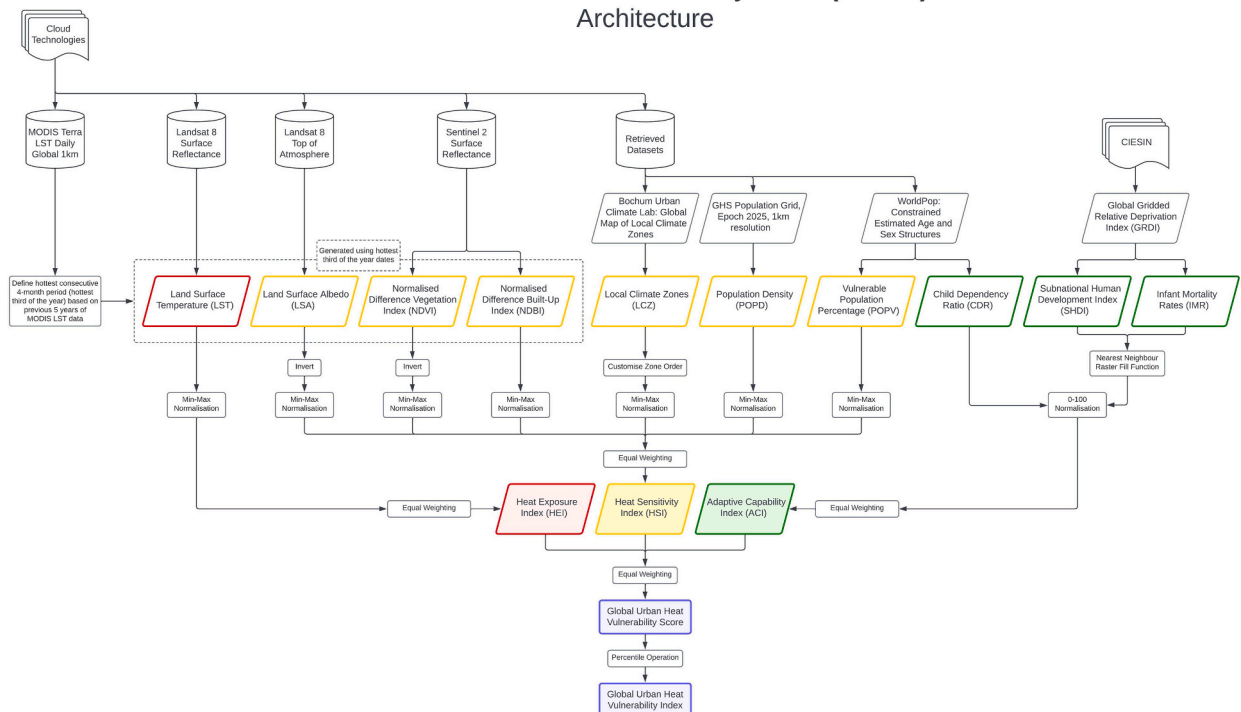 Architecture
Cloud
Technologies
MODIS Terra
LST Daily
Global 1km
Landsat 8
Surface
Reflectance
Landsat 8
Top of
Atmosphere
Sentinel 2
Surface
Reflectance
Retrieved
Datasets
CIESIN
Bochum Urban
Climate Lab: Global
Map of Local Climate
Zones
GHS Population Grid,
Epoch 2025, 1km
resolution
WorldPop:
Constrained
Estimated Age and
Sex Structures
Global Gridded
Relative Deprivation
Index (GRDI)
Generated using hottest
third of the year dates
Define hottest consecutive
4-month period (hottest
third of the year) based on
previous 5 years of
MODIS LST data
Land Surface
Temperature (LST)
Land Surface Albedo
(LSA)
Normalised
Difference Vegetation
Index (NDVI)
Normalised
Difference Built-Up
Index (NDBI)
Local Climate Zones
(LCZ)
Population Density
(POPD)
Vulnerable
Population
Percentage (POPV)
Child Dependency
Ratio (CDR)
Subnational Human
Development Index
(SHDI)
Infant Mortality
Rates (IMR)
Invert
Invert
Customise Zone Order
Nearest Neighbour
Raster Fill Function
Min-Max
Normalisation
Min-Max
Normalisation
Min-Max
Normalisation
Min-Max
Normalisation
Min-Max
Normalisation
Min-Max
Normalisation
Min-Max
Normalisation
0-100
Normalisation
Equal Weighting
Equal Weighting
Heat Exposure
Index (HEI)
Heat Sensitivity
Index (HSI)
Adaptive Capability
Index (ACI)
Equal Weighting
Equal Weighting
Global Urban Heat
Vulnerability Score
Percentile Operation
Global Urban Heat
Vulnerability Index